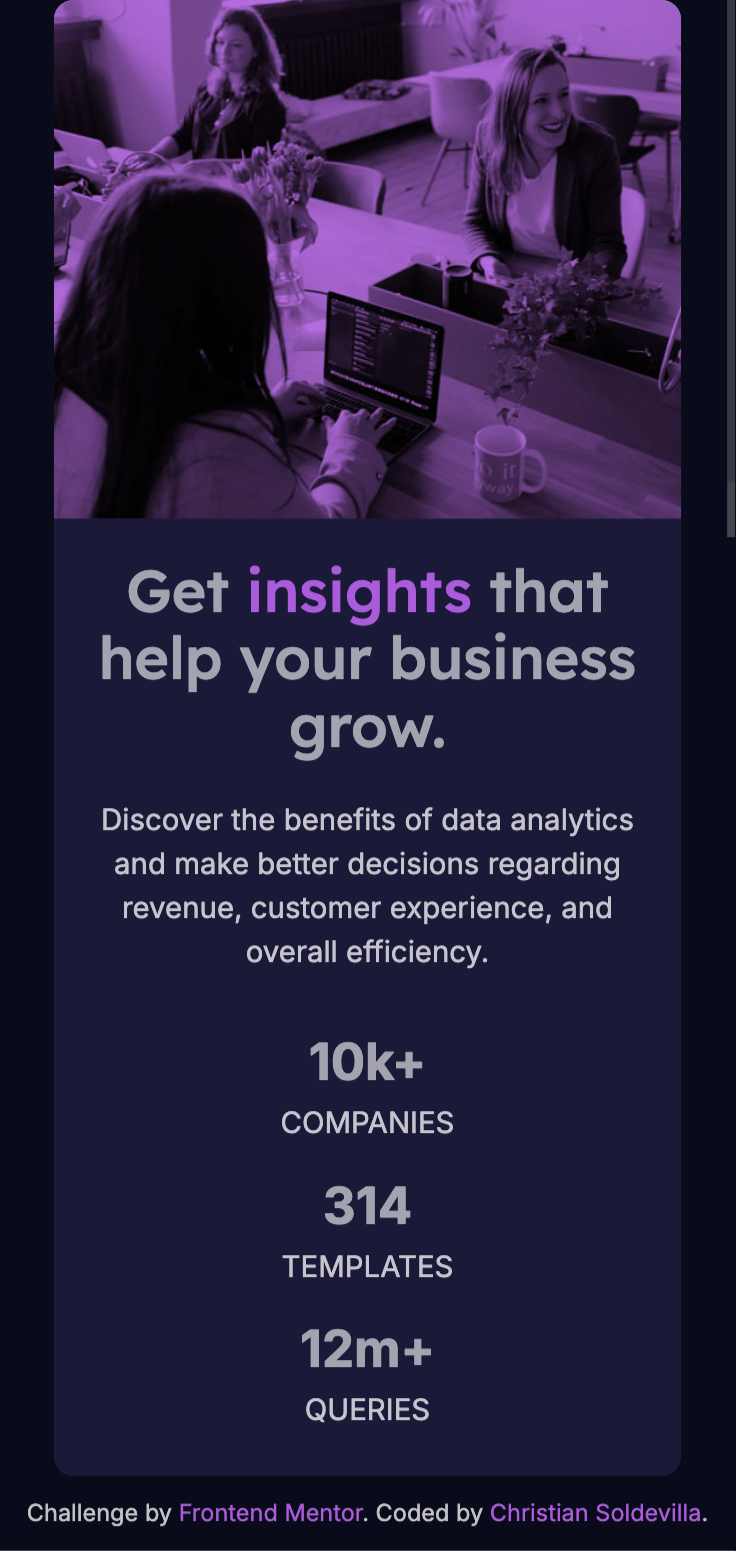 Get insights that
help your business
grow.
Discover the benefits of data analytics
and make better decisions regarding
revenue, customer experience, and
overall efficiency.
10k+
COMPANIES
314
TEMPLATES
12m+
QUERIES
Challenge by Frontend Mentor. Coded by Christian Soldevilla.